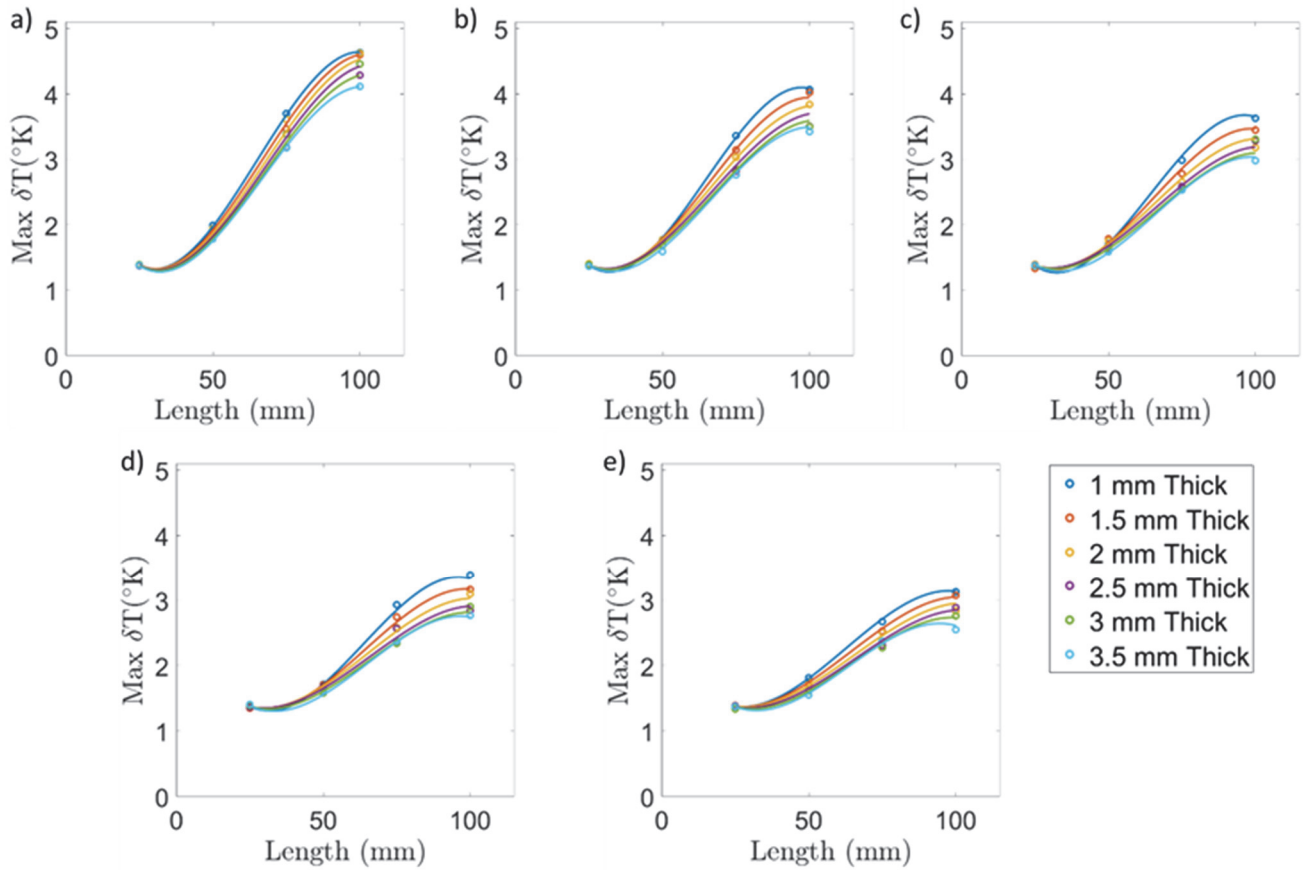 a)
5
4
3
2
1
0
Max δT(°K)
0 50 100
Length (mm)
b)
5
4
3
2
1
0
Max δT(°K)
0 50 100
Length (mm)
c)
5
4
3
2
1
0
Max δT(°K)
0 50 100
Length (mm)
d)
5
4
3
2
1
0
Max δT(°K)
0 50 100
Length (mm)
e)
5
4
3
2
1
0
Max δT(°K)
0 50 100
Length (mm)
1 mm Thick
1.5 mm Thick
2 mm Thick
2.5 mm Thick
3 mm Thick
3.5 mm Thick